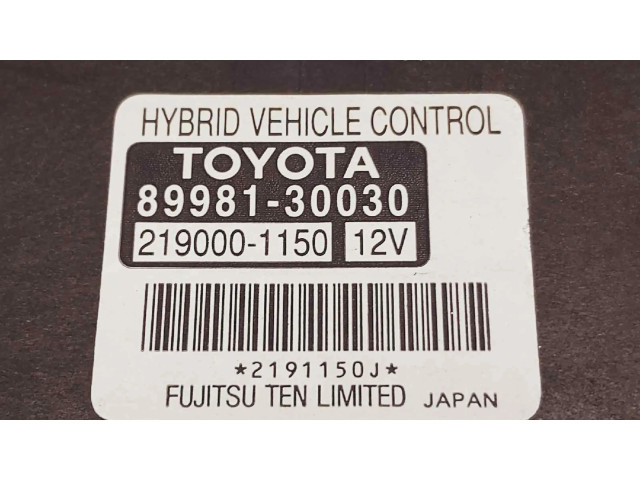 HYBRID VEHICLE CONTROL
TOYOTA
89981-30030
219000-1150 12V
*2191150J*
FUJITSU TEN LIMITED JAPAN